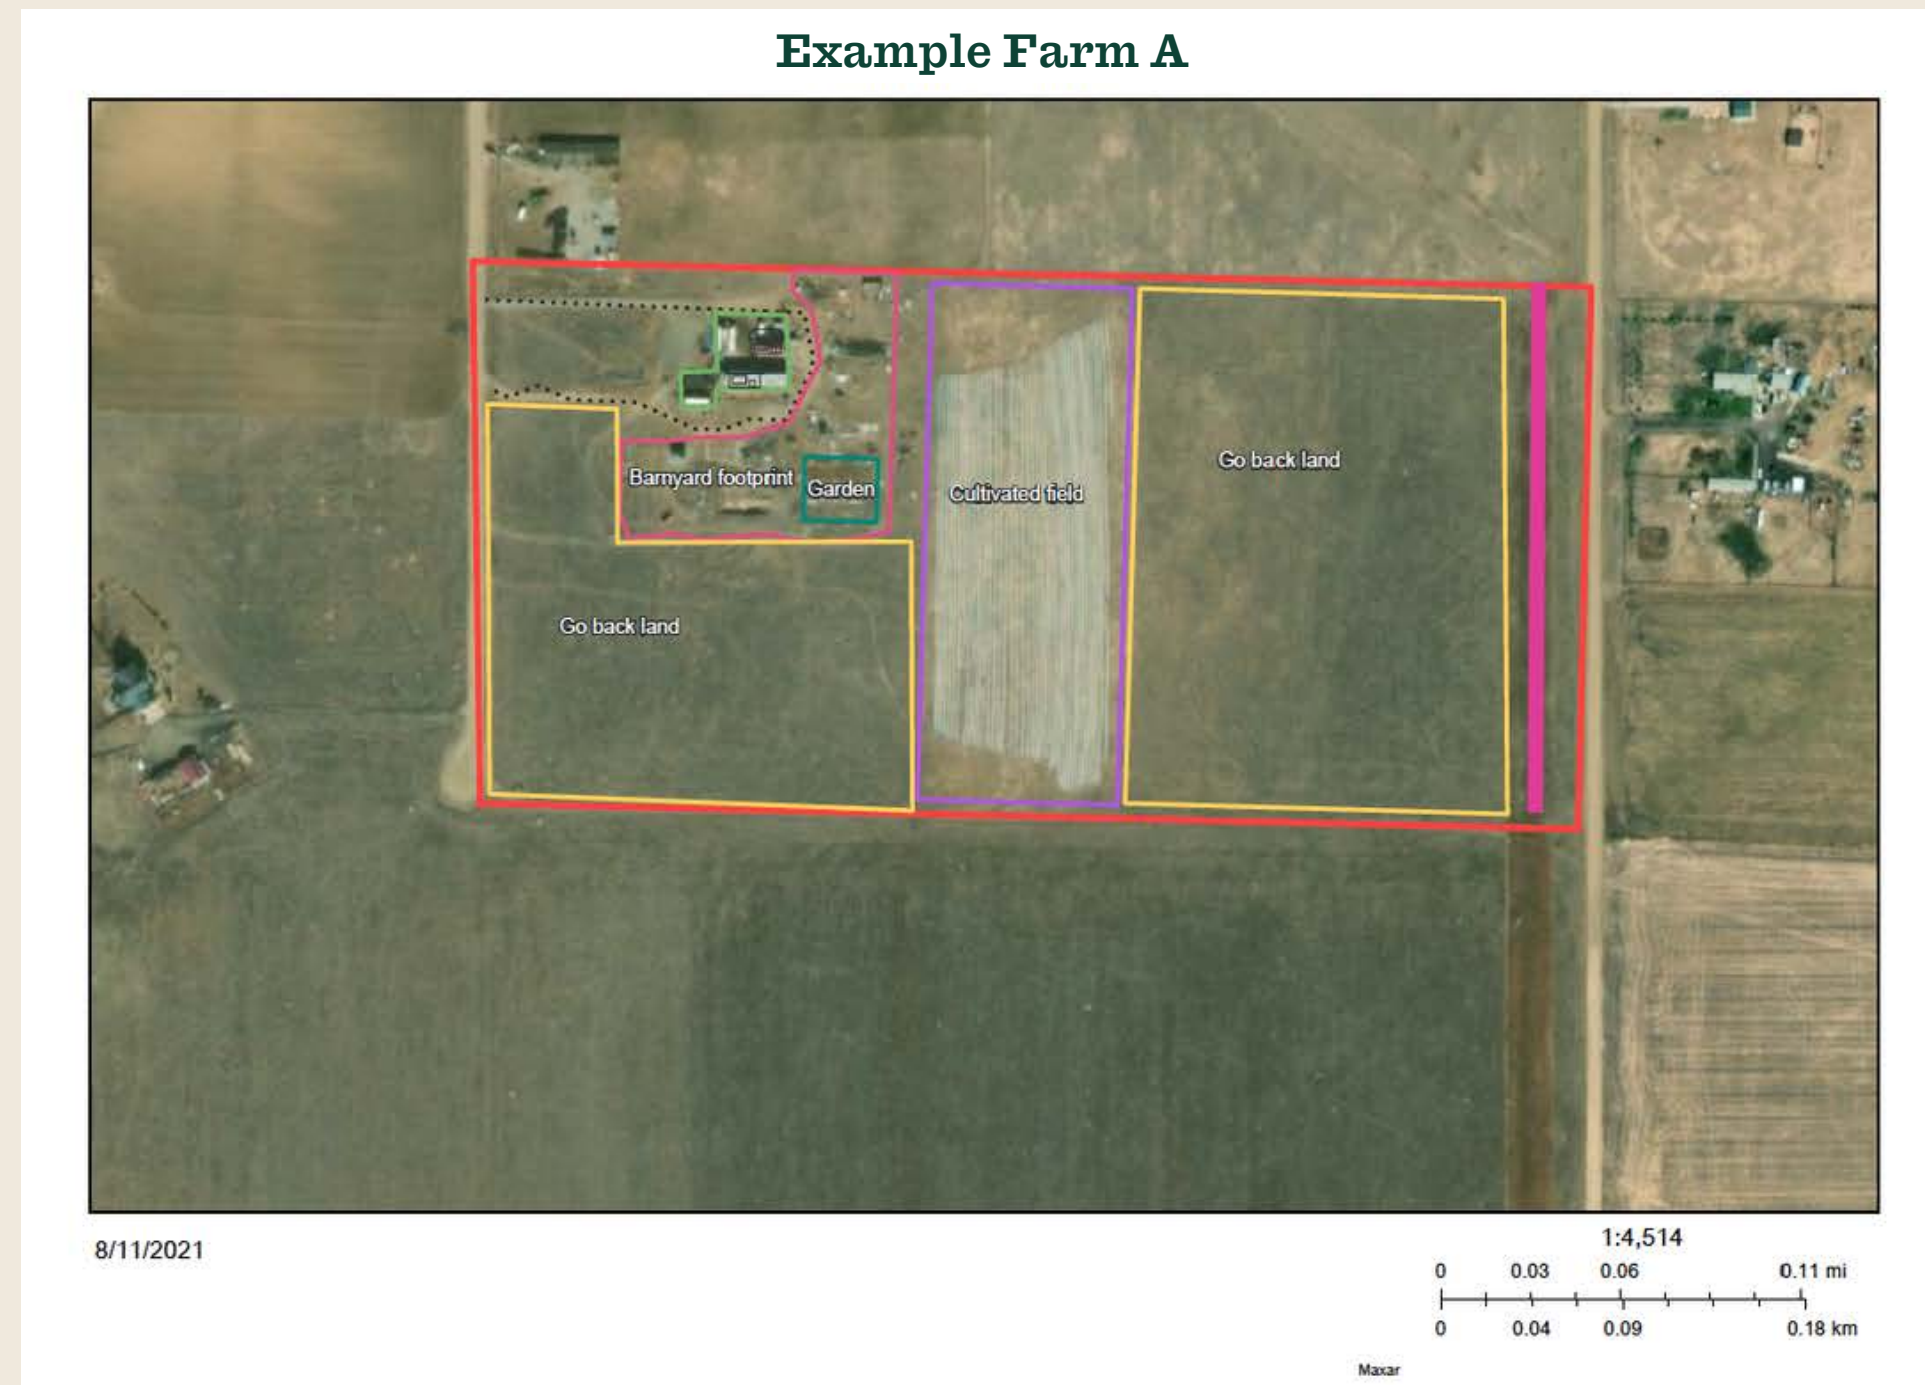 Example Farm A
Go back land
Barnyard footprint
Garden
Cultivated field
Go back land
8/11/2021
1:4,514
0 0.03 0.06 0.11 mi
0 0.04 0.09 0.18 km
Maxar